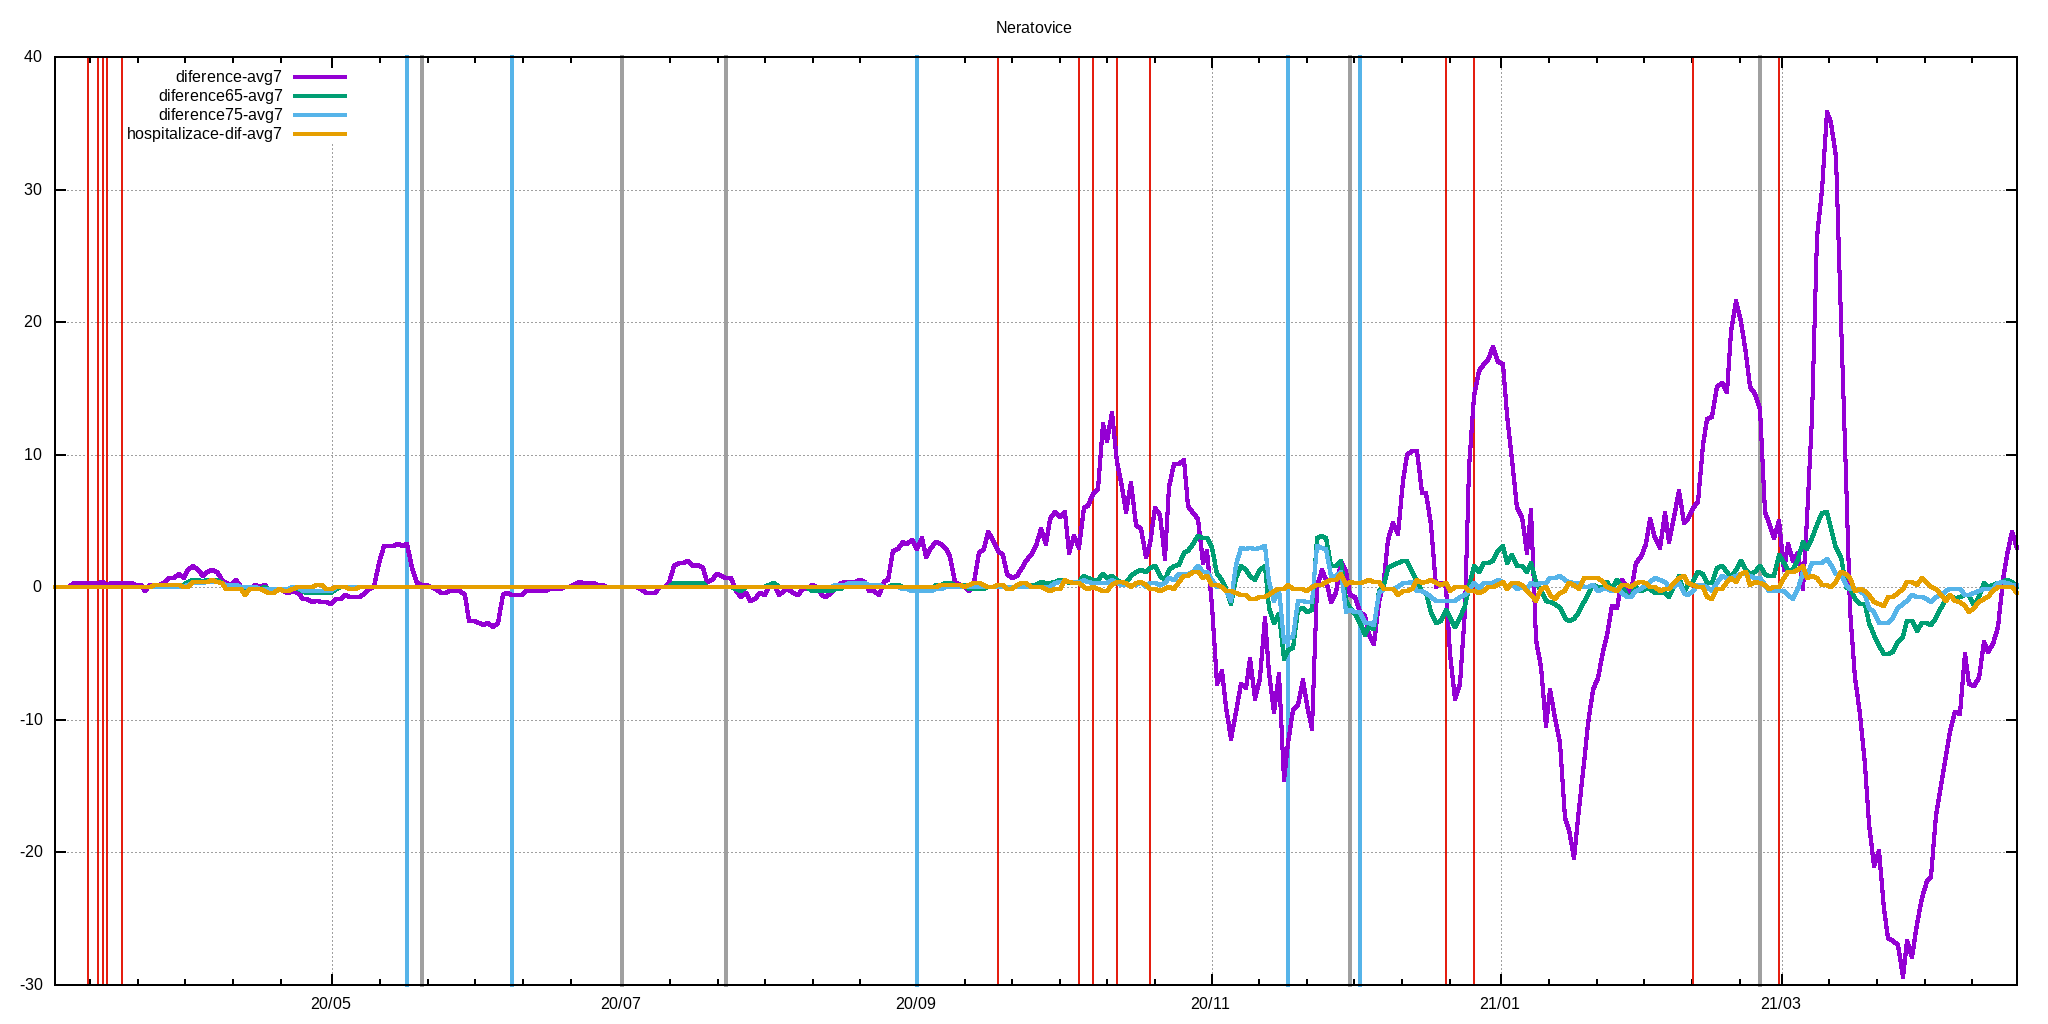 Neratovice
40
diference-avg7
diference65-avg7
diference75-avg7
hospitalizace-dif-avg7
30
20
10
0
-10
-20
-30
20/05 20/07 20/09 20/11 21/01 21/03